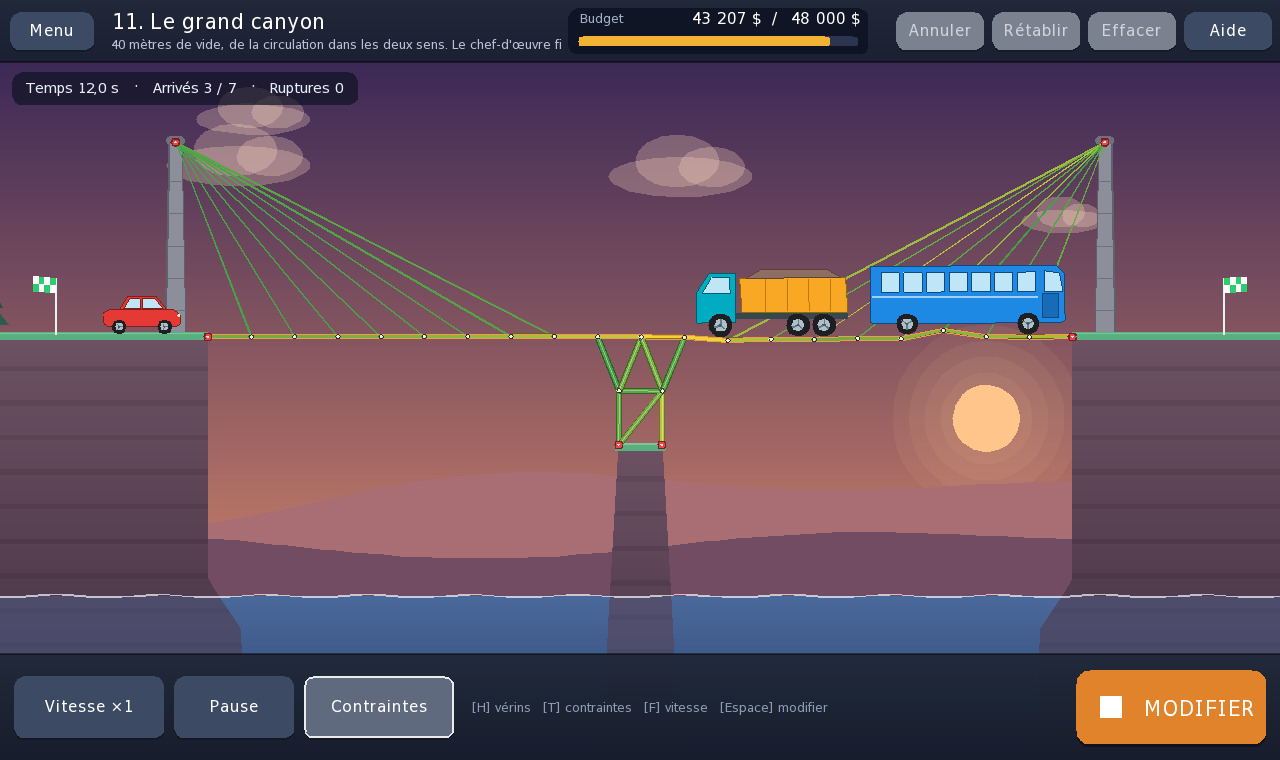 Menu
11. Le grand canyon
40 mètres de vide, de la circulation dans les deux sens. Le chef-d'œuvre fi
Budget
43 207 $ / 48 000 $
Annuler
Rétablir
Effacer
Aide
Temps 12,0 s · Arrivés 3 / 7 · Ruptures 0
Vitesse ×1
Pause
Contraintes
[H] vérins [T] contraintes [F] vitesse [Espace] modifier
MODIFIER